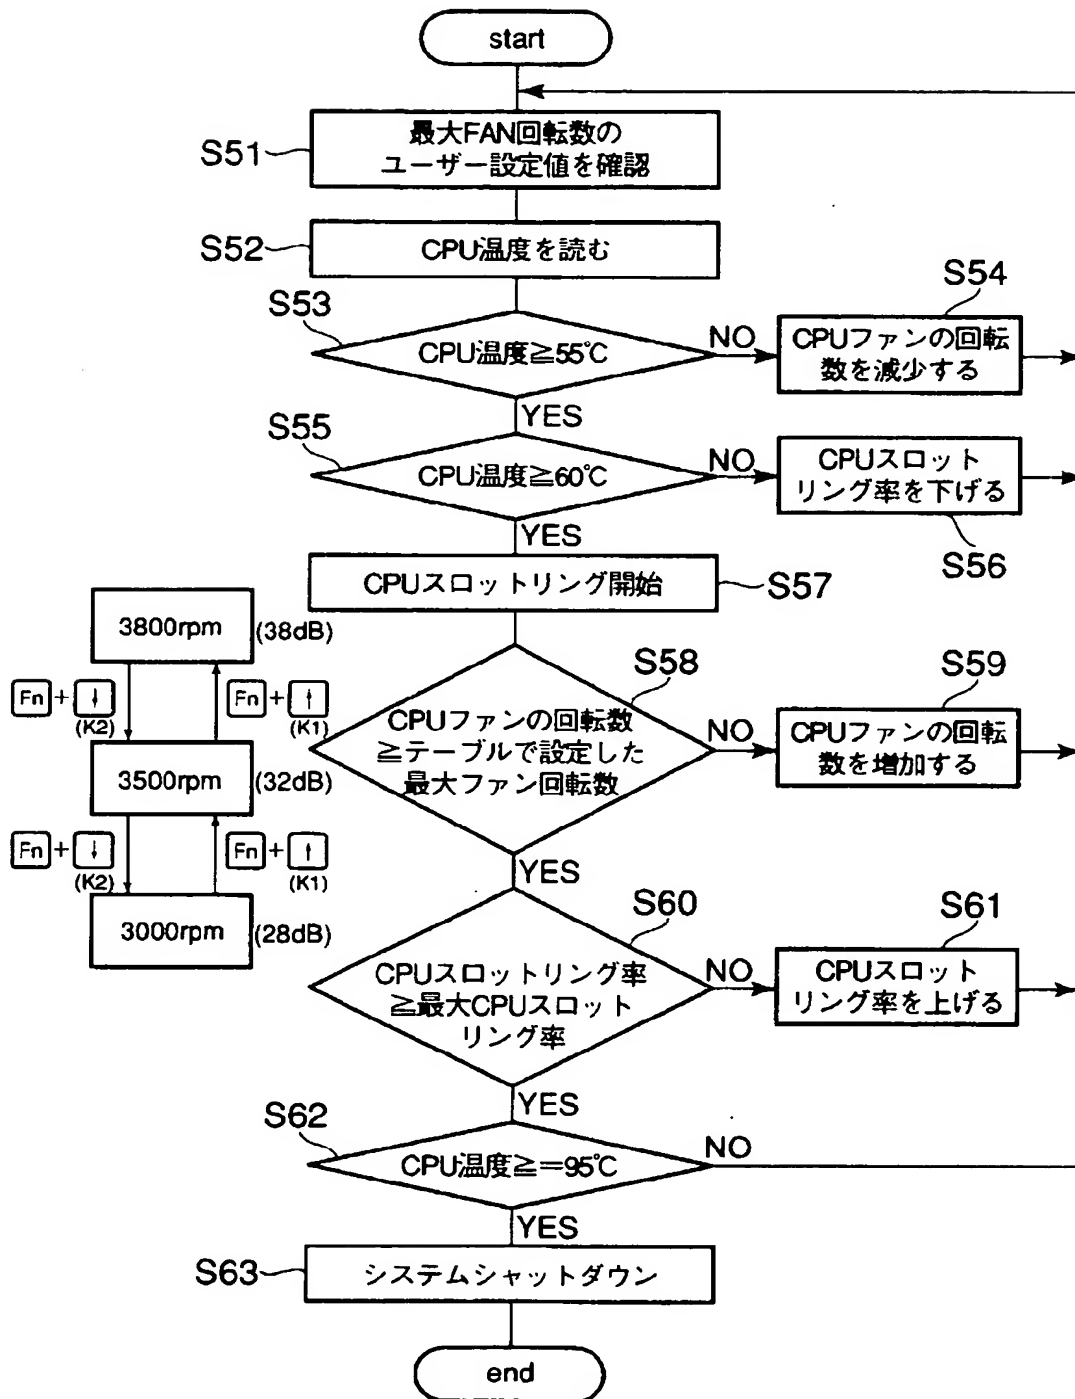 start
S51
最大FAN回転数の
ユーザー設定値を確認
S52
CPU温度を読む
S53
CPU温度≧55℃
NO
S54
CPUファンの回転
数を減少する
YES
S55
CPU温度≧60℃
NO
CPUスロット
リング率を下げる
S56
YES
CPUスロットリング開始
S57
3800rpm
(38dB)
Fn + ↓
(K2)
Fn + ↑
(K1)
3500rpm
(32dB)
Fn + ↓
(K2)
Fn + ↑
(K1)
3000rpm
(28dB)
S58
CPUファンの回転数
≧テーブルで設定した
最大ファン回転数
NO
S59
CPUファンの回転
数を増加する
YES
S60
CPUスロットリング率
≧最大CPUスロット
リング率
NO
S61
CPUスロット
リング率を上げる
YES
S62
CPU温度≧=95℃
NO
YES
S63
システムシャットダウン
end